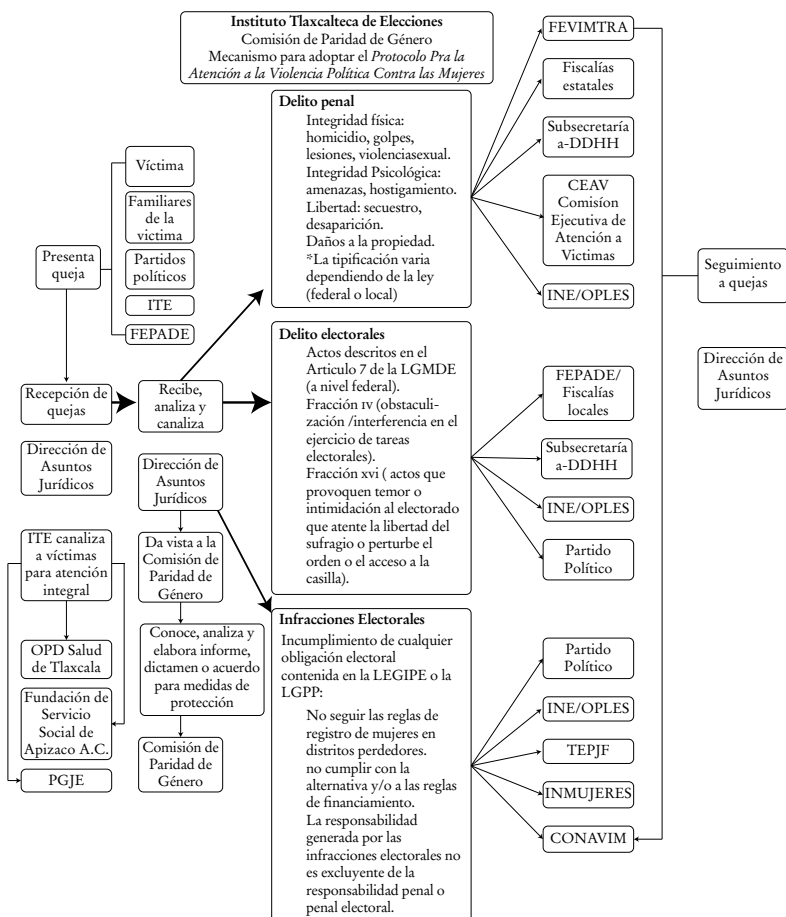 Instituto Tlaxcalteca de Elecciones
Comisión de Paridad de Género
Mecanismo para adoptar el Protocolo Pra la
Atención a la Violencia Política Contra las Mujeres
Presenta
queja
Víctima
Familiares
de la
victima
Partidos
políticos
ITE
FEPADE
Recepción de
quejas
Dirección de
Asuntos
Jurídicos
ITE canaliza
a víctimas
para atención
integral
OPD Salud
de Tlaxcala
Fundación de
Servicio
Social de
Apizaco A.C.
PGJE
Recibe,
analiza y
canaliza
Dirección de
Asuntos
Jurídicos
Da vista a la
Comisión de
Paridad de
Género
Conoce, analiza y
elabora informe,
dictamen o acuerdo
para medidas de
protección
Comisión de
Paridad de
Género
Delito penal
Integridad física:
homicidio, golpes,
lesiones, violenciasexual.
Integridad Psicológica:
amenazas, hostigamiento.
Libertad: secuestro,
desaparición.
Daños a la propiedad.
*La tipificación varia
dependiendo de la ley
(federal o local)
Delito electorales
Actos descritos en el
Articulo 7 de la LGMDE
(a nivel federal).
Fracción IV (obstaculi-
zación /interferencia en el
ejercicio de tareas
electorales).
Fracción XVI ( actos que
provoquen temor o
intimidación al electorado
que atente la libertad del
sufragio o perturbe el
orden o el acceso a la
casilla).
Infracciones Electorales
Incumplimiento de cualquier
obligación electoral
contenida en la LEGIPE o la
LGPP:
No seguir las reglas de
registro de mujeres en
distritos perdedores.
no cumplir con la
alternativa y/o a las reglas
de financiamiento.
La responsabilidad
generada por las
infracciones electorales no
es excluyente de la
responsabilidad penal o
penal electoral.
FEVIMTRA
Fiscalías
estatales
Subsecretaría
a-DDHH
CEAV
Comisíon
Ejecutiva de
Atención a
Victimas
INE/OPLES
FEPADE/
Fiscalías
locales
Subsecretaría
a-DDHH
INE/OPLES
Partido
Político
Partido
Político
INE/OPLES
TEPJF
INMUJERES
CONAVIM
Seguimiento
a quejas
Dirección de
Asuntos
Jurídicos